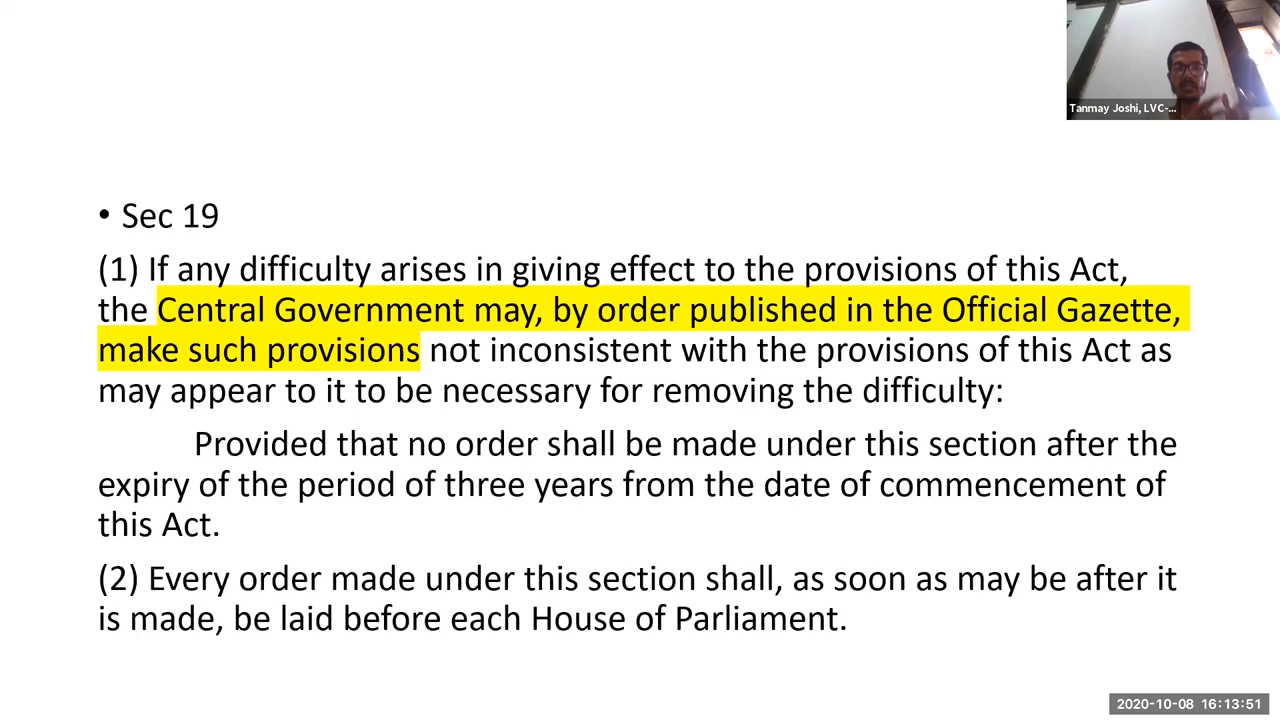 Tanmay Joshi, LVC-...
• Sec 19
(1) If any difficulty arises in giving effect to the provisions of this Act,
the Central Government may, by order published in the Official Gazette,
make such provisions not inconsistent with the provisions of this Act as
may appear to it to be necessary for removing the difficulty:
Provided that no order shall be made under this section after the
expiry of the period of three years from the date of commencement of
this Act.
(2) Every order made under this section shall, as soon as may be after it
is made, be laid before each House of Parliament.
2020-10-08 16:13:51